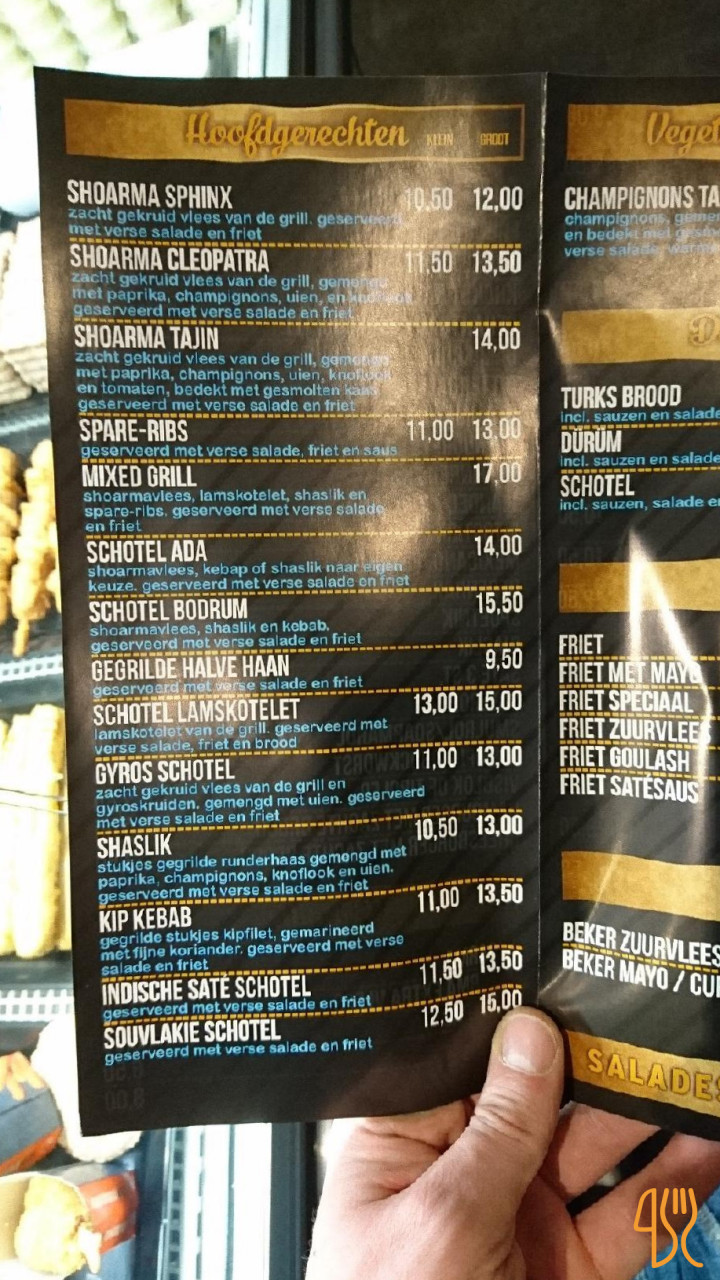 Hoofdgerechten KLEIN GROOT
SHOARMA SPHINX 10,50 12,00
zacht gekruid vlees van de grill. geserveerd
met verse salade en friet
SHOARMA CLEOPATRA 11,50 13,50
zacht gekruid vlees van de grill, gemengd
met paprika, champignons, uien, en knoflook
geserveerd met verse salade en friet
SHOARMA TAJIN 14,00
zacht gekruid vlees van de grill, gemengd
met paprika, champignons, uien, knoflook
en tomaten, bedekt met gesmolten kaas
geserveerd met verse salade en friet
SPARE-RIBS 11,00 13,00
geserveerd met verse salade, friet en saus
MIXED GRILL 17,00
shoarmavlees, lamskotelet, shaslik en
spare-ribs. geserveerd met verse salade
en friet
SCHOTEL ADA 14,00
shoarmavlees, kebap of shaslik naar eigen
keuze. geserveerd met verse salade en friet
SCHOTEL BODRUM 15,50
shoarmavlees, shaslik en kebab.
geserveerd met verse salade en friet
GEGRILDE HALVE HAAN 9,50
geserveerd met verse salade en friet
SCHOTEL LAMSKOTELET 13,00 15,00
lamskotelet van de grill. geserveerd met
verse salade, friet en brood
GYROS SCHOTEL 11,00 13,00
zacht gekruid vlees van de grill en
gyroskruiden. gemengd met uien. geserveerd
met verse salade en friet
SHASLIK 10,50 13,00
stukjes gegrilde runderhaas gemengd met
paprika, champignons, knoflook en uien.
geserveerd met verse salade en friet
KIP KEBAB 11,00 13,50
gegrilde stukjes kipfilet, gemarineerd
met fijne koriander. geserveerd met verse
salade en friet
INDISCHE SATÉ SCHOTEL 11,50 13,50
geserveerd met verse salade en friet
SOUVLAKIE SCHOTEL 12,50 15,00
geserveerd met verse salade en friet
Veget
CHAMPIGNONS TA
champignons, gemen
en bedekt met gesmo
verse salade, warm
TURKS BROOD
incl. sauzen en salade
DÜRÜM
incl. sauzen en salade
SCHOTEL
incl. sauzen, salade e
FRIET
FRIET MET MAYO
FRIET SPECIAAL
FRIET ZUURVLEES
FRIET GOULASH
FRIET SATÉSAUS
BEKER ZUURVLEES
BEKER MAYO / CU
SALADES